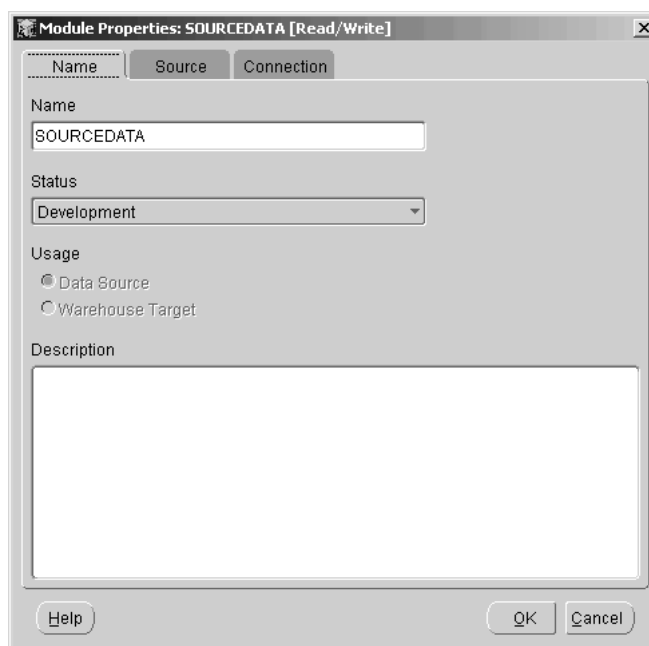 Module Properties: SOURCEDATA [Read/Write]
Name Source Connection
Name
SOURCEDATA
Status
Development
Usage
Data Source
Warehouse Target
Description
Help OK Cancel